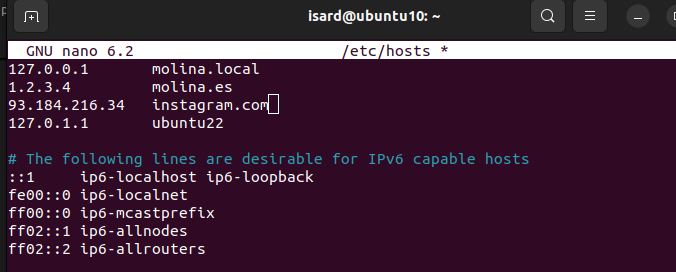 isard@ubuntu10: ~
GNU nano 6.2 /etc/hosts *
127.0.0.1 molina.local
1.2.3.4 molina.es
93.184.216.34 instagram.com
127.0.1.1 ubuntu22
# The following lines are desirable for IPv6 capable hosts
::1 ip6-localhost ip6-loopback
fe00::0 ip6-localnet
ff00::0 ip6-mcastprefix
ff02::1 ip6-allnodes
ff02::2 ip6-allrouters